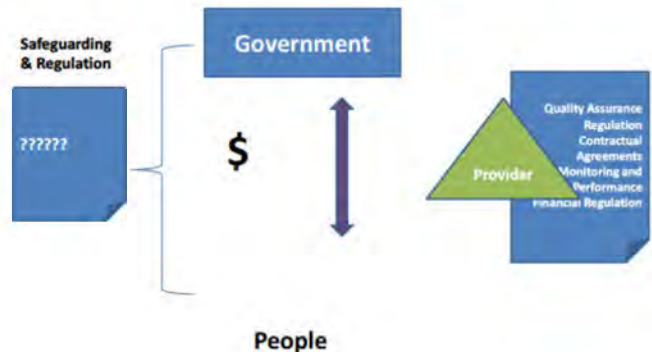 Safeguarding
& Regulation
Government
??????
$
Quality Assurance
Regulation
Contractual
Agreements
Monitoring and
Performance
Financial Regulation
Provider
People